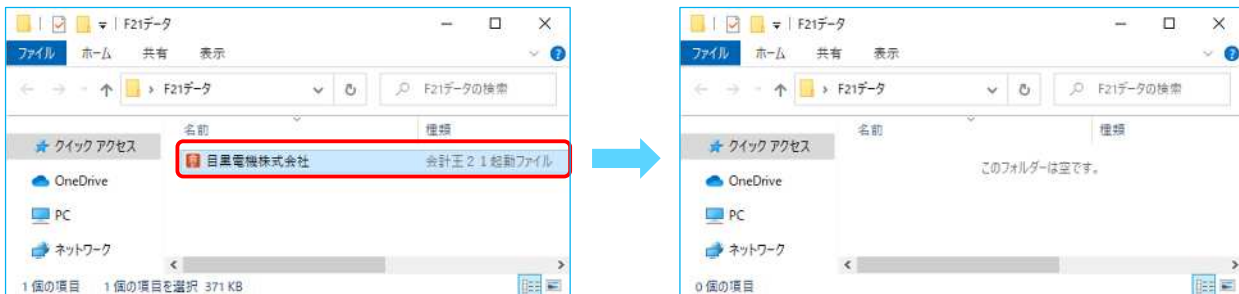 F21データ
ファイル ホーム 共有 表示
F21データ F21データの検索
名前 種類
クイック アクセス
目黒電機株式会社 会計王21起動ファイル
OneDrive
PC
ネットワーク
1 個の項目 1 個の項目を選択 371 KB
F21データ
ファイル ホーム 共有 表示
F21データ F21データの検索
名前 種類
クイック アクセス
このフォルダーは空です。
OneDrive
PC
ネットワーク
0 個の項目